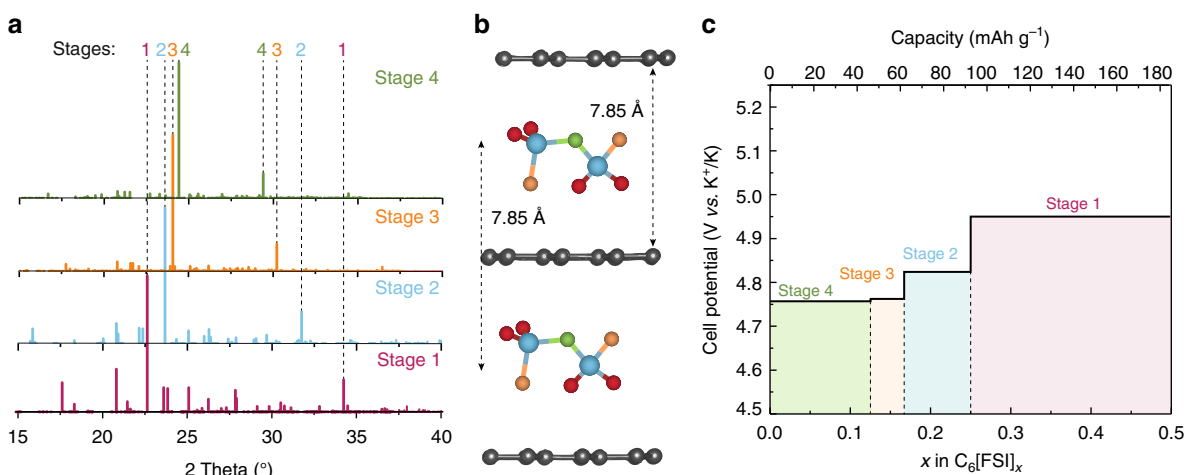 a
Stages: 1 2 3 4 4 3 2 1
Stage 4
Stage 3
Stage 2
Stage 1
15 20 25 30 35 40
2 Theta (°)
b
7.85 Å
7.85 Å
c
Capacity (mAh g⁻¹)
0 20 40 60 80 100 120 140 160 180
5.2
5.1
5.0
4.9
4.8
4.7
4.6
4.5
Cell potential (V vs. K⁺/K)
Stage 1
Stage 2
Stage 3
Stage 4
0.0 0.1 0.2 0.3 0.4 0.5
x in C₆[FSI]ₓ